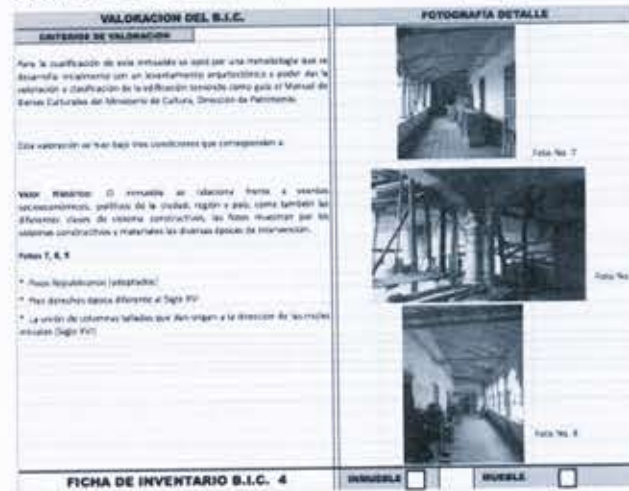 VALORACION DEL B.I.C.
CRITERIOS DE VALORACION
Para la cualificación de este inmueble se optó por una metodología que se
desarrolla inicialmente con un levantamiento arquitectónico y poder dar la
valoración y clasificación de la edificación teniendo como guía el Manual de
Bienes Culturales del Ministerio de Cultura, Dirección de Patrimonio.
Esta valoración se hizo bajo tres condiciones que corresponden a:
Valor Histórico: El inmueble se relaciona frente a eventos
socioeconómicos, políticos de la ciudad, región y país, como también las
diferentes clases de sistema constructivos, las fotos muestran por los
sistemas constructivos y materiales las diversas épocas de intervención.
Fotos 7, 8, 9
* Pisos Republicanos (adoptados)
* Pies derechos época diferente al Siglo XVI
* La unión de columnas talladas que dan origen a la dirección de las
iniciales (Siglo XVI)
FOTOGRAFIA DETALLE
Foto No. 7
Foto No.
Foto No.
FICHA DE INVENTARIO B.I.C. 4
INMUEBLE
MUEBLE